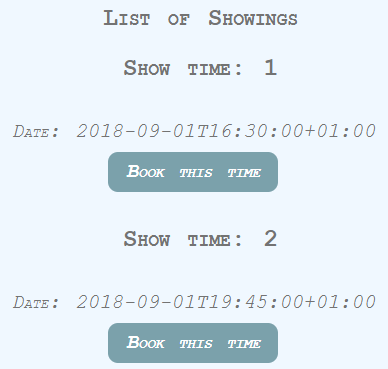 List of Showings
Show time: 1
Date: 2018-09-01T16:30:00+01:00
Book this time
Show time: 2
Date: 2018-09-01T19:45:00+01:00
Book this time